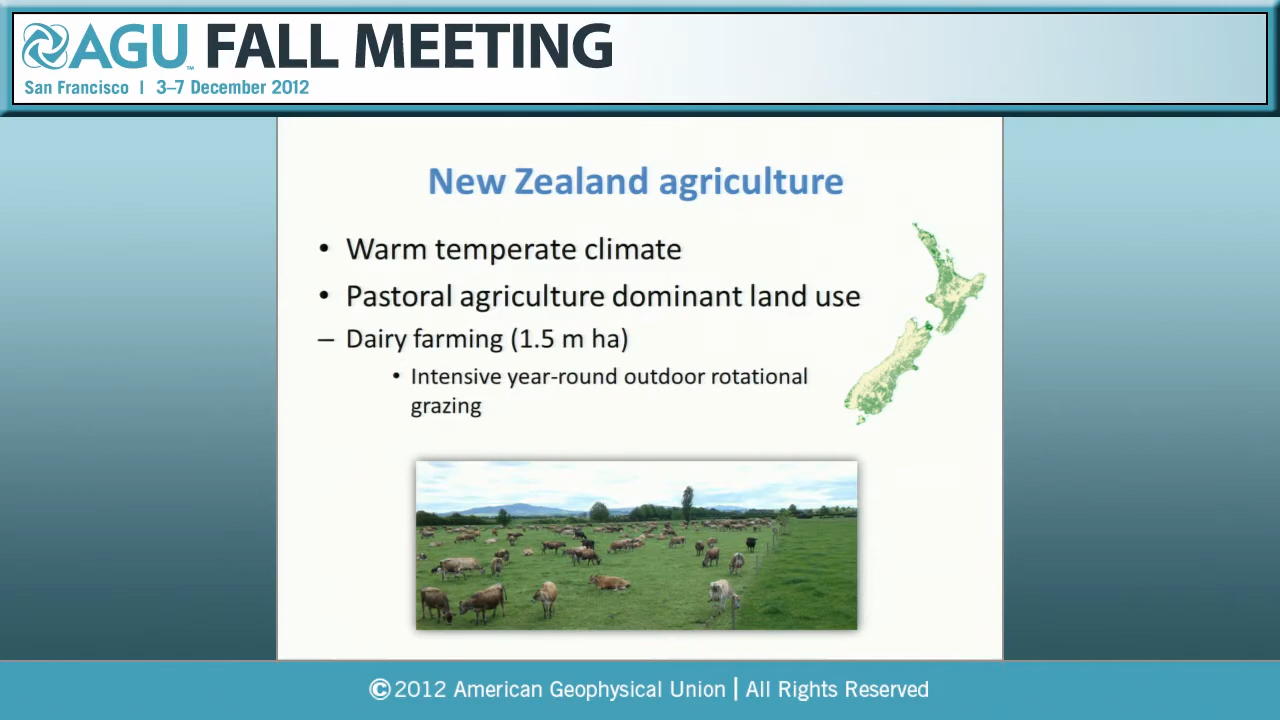 AGU™ FALL MEETING
San Francisco | 3–7 December 2012
New Zealand agriculture
• Warm temperate climate
• Pastoral agriculture dominant land use
– Dairy farming (1.5 m ha)
• Intensive year-round outdoor rotational
grazing
©2012 American Geophysical Union | All Rights Reserved